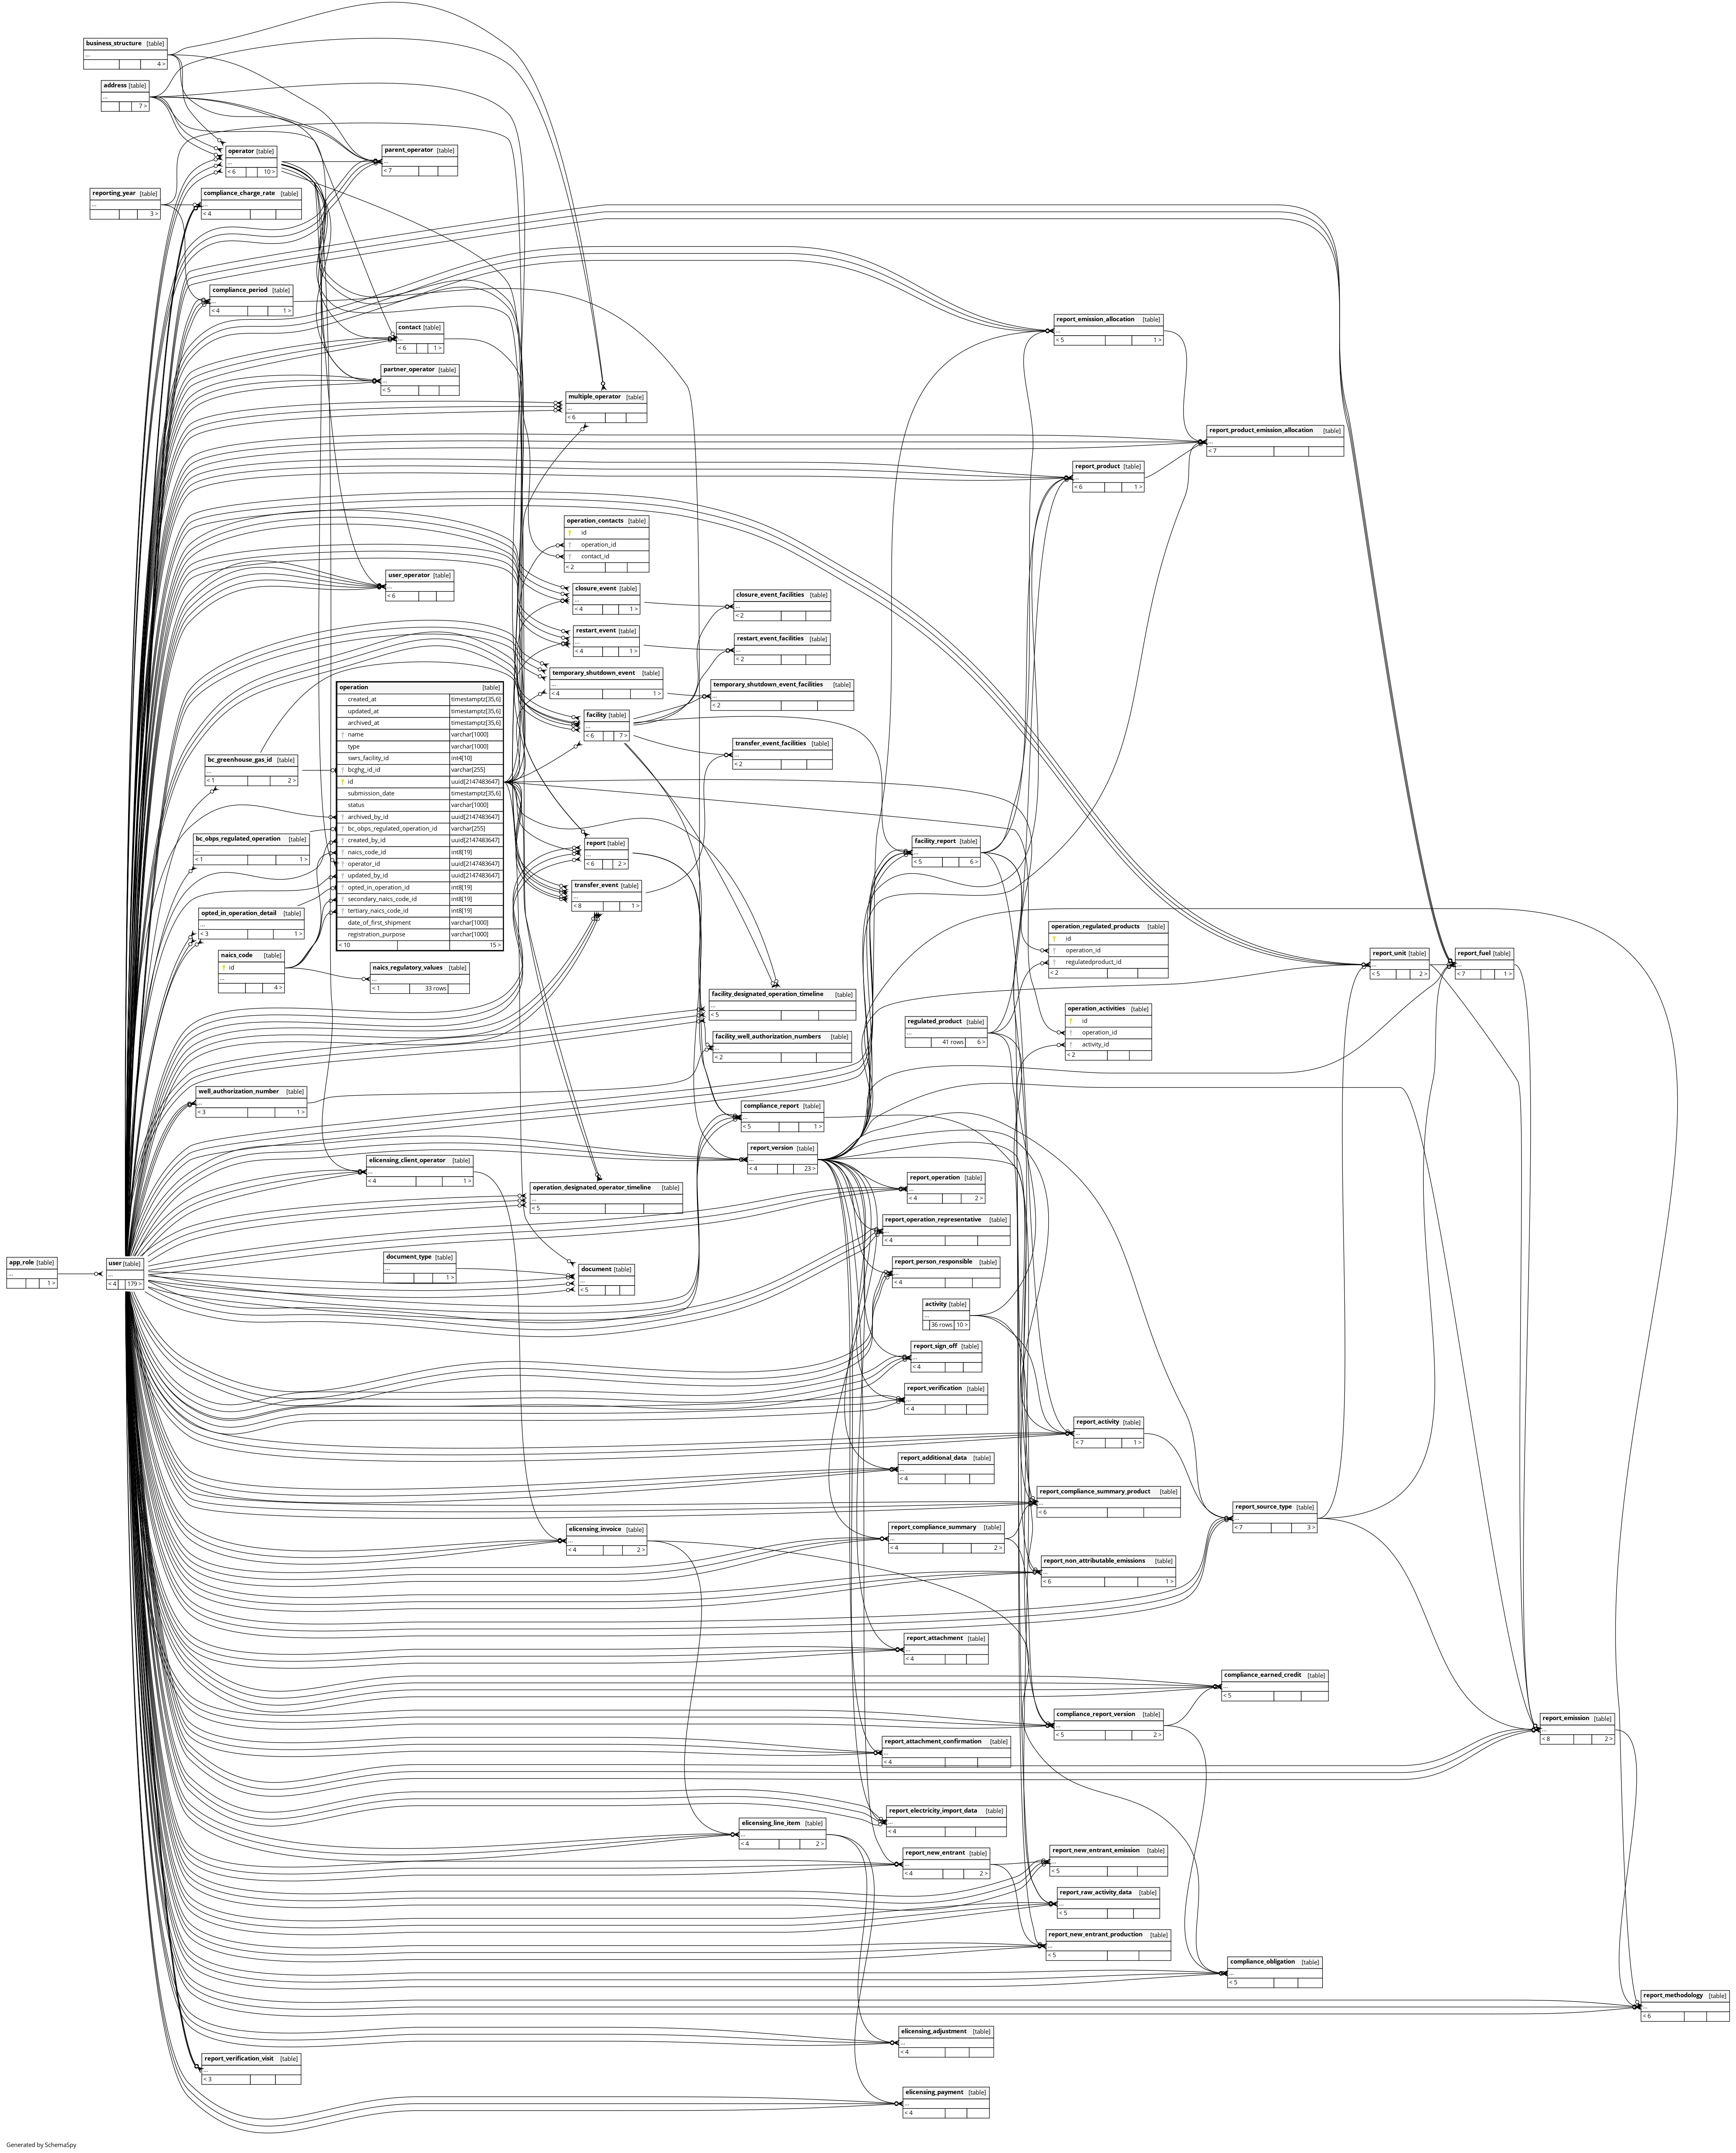 business_structure [table]
...
4 >
address [table]
...
7 >
operator [table]
...
< 6 10 >
parent_operator [table]
...
< 7
reporting_year [table]
...
3 >
compliance_charge_rate [table]
...
< 4
compliance_period [table]
...
< 4 1 >
contact [table]
...
< 6 1 >
report_emission_allocation [table]
...
< 5 1 >
partner_operator [table]
...
< 5
multiple_operator [table]
...
< 6
report_product_emission_allocation [table]
...
< 7
report_product [table]
...
< 6 1 >
operation_contacts [table]
id
operation_id
contact_id
< 2
user_operator [table]
...
< 6
closure_event [table]
...
< 4 1 >
closure_event_facilities [table]
...
< 2
restart_event [table]
...
< 4 1 >
restart_event_facilities [table]
...
< 2
temporary_shutdown_event [table]
...
< 4 1 >
temporary_shutdown_event_facilities [table]
...
< 2
facility [table]
...
< 6 7 >
transfer_event_facilities [table]
...
< 2
operation [table]
created_at timestamptz[35,6]
updated_at timestamptz[35,6]
archived_at timestamptz[35,6]
name varchar[1000]
type varchar[1000]
swrs_facility_id int4[10]
bcghg_id_id varchar[255]
id uuid[2147483647]
submission_date timestamptz[35,6]
status varchar[1000]
archived_by_id uuid[2147483647]
bc_obps_regulated_operation_id varchar[255]
created_by_id uuid[2147483647]
naics_code_id int8[19]
operator_id uuid[2147483647]
updated_by_id uuid[2147483647]
opted_in_operation_id int8[19]
secondary_naics_code_id int8[19]
tertiary_naics_code_id int8[19]
date_of_first_shipment varchar[1000]
registration_purpose varchar[1000]
< 10 15 >
bc_greenhouse_gas_id [table]
...
< 1 2 >
bc_obps_regulated_operation [table]
...
< 1 1 >
report [table]
...
< 6 2 >
facility_report [table]
...
< 5 6 >
transfer_event [table]
...
< 8 1 >
opted_in_operation_detail [table]
...
< 3 1 >
operation_regulated_products [table]
id
operation_id
regulatedproduct_id
< 2
naics_code [table]
id
...
4 >
naics_regulatory_values [table]
...
< 1 33 rows
report_unit [table]
...
< 5 2 >
report_fuel [table]
...
< 7 1 >
facility_designated_operation_timeline [table]
...
< 5
operation_activities [table]
id
operation_id
activity_id
< 2
regulated_product [table]
...
41 rows 6 >
facility_well_authorization_numbers [table]
...
< 2
well_authorization_number [table]
...
< 3 1 >
compliance_report [table]
...
< 5 1 >
report_version [table]
...
< 4 23 >
elicensing_client_operator [table]
...
< 4 1 >
report_operation [table]
...
< 4 2 >
operation_designated_operator_timeline [table]
...
< 5
report_operation_representative [table]
...
< 4
app_role [table]
...
1 >
user [table]
...
< 4 179 >
document_type [table]
...
1 >
document [table]
...
< 5
report_person_responsible [table]
...
< 4
activity [table]
...
36 rows 10 >
report_sign_off [table]
...
< 4
report_verification [table]
...
< 4
report_activity [table]
...
< 7 1 >
report_additional_data [table]
...
< 4
report_compliance_summary_product [table]
...
< 6
report_source_type [table]
...
< 7 3 >
elicensing_invoice [table]
...
< 4 2 >
report_compliance_summary [table]
...
< 4 2 >
report_non_attributable_emissions [table]
...
< 6 1 >
report_attachment [table]
...
< 4
compliance_earned_credit [table]
...
< 5
compliance_report_version [table]
...
< 5 2 >
report_emission [table]
...
< 8 2 >
report_attachment_confirmation [table]
...
< 4
report_electricity_import_data [table]
...
< 4
elicensing_line_item [table]
...
< 4 2 >
report_new_entrant [table]
...
< 4 2 >
report_new_entrant_emission [table]
...
< 5
report_raw_activity_data [table]
...
< 5
report_new_entrant_production [table]
...
< 5
compliance_obligation [table]
...
< 5
report_methodology [table]
...
< 6
elicensing_adjustment [table]
...
< 4
report_verification_visit [table]
...
< 3
elicensing_payment [table]
...
< 4
Generated by SchemaSpy